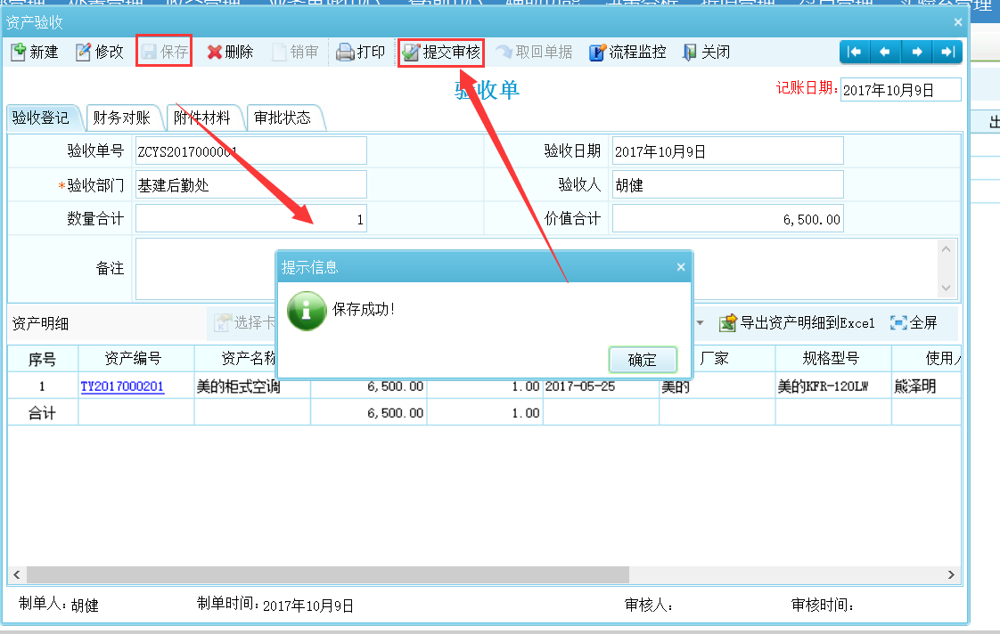 资产验收 ×
新建 修改 保存 删除 销审 打印 提交审核 取回单据 流程监控 关闭
验收单
记账日期: 2017年10月9日
验收登记 财务对账 附件材料 审批状态
验收单号 ZCYS2017000001 验收日期 2017年10月9日
*验收部门 基建后勤处 验收人 胡健
数量合计 1 价值合计 6,500.00
备注
提示信息 ×
保存成功!
确定
资产明细 选择卡 导出资产明细到Excel 全屏
序号 资产编号 资产名称 厂家 规格型号 使用人
1 TY2017000201 美的柜式空调 6,500.00 1.00 2017-05-25 美的 美的KFR-120LW 熊泽明
合计 6,500.00 1.00
制单人: 胡健 制单时间: 2017年10月9日 审核人: 审核时间: